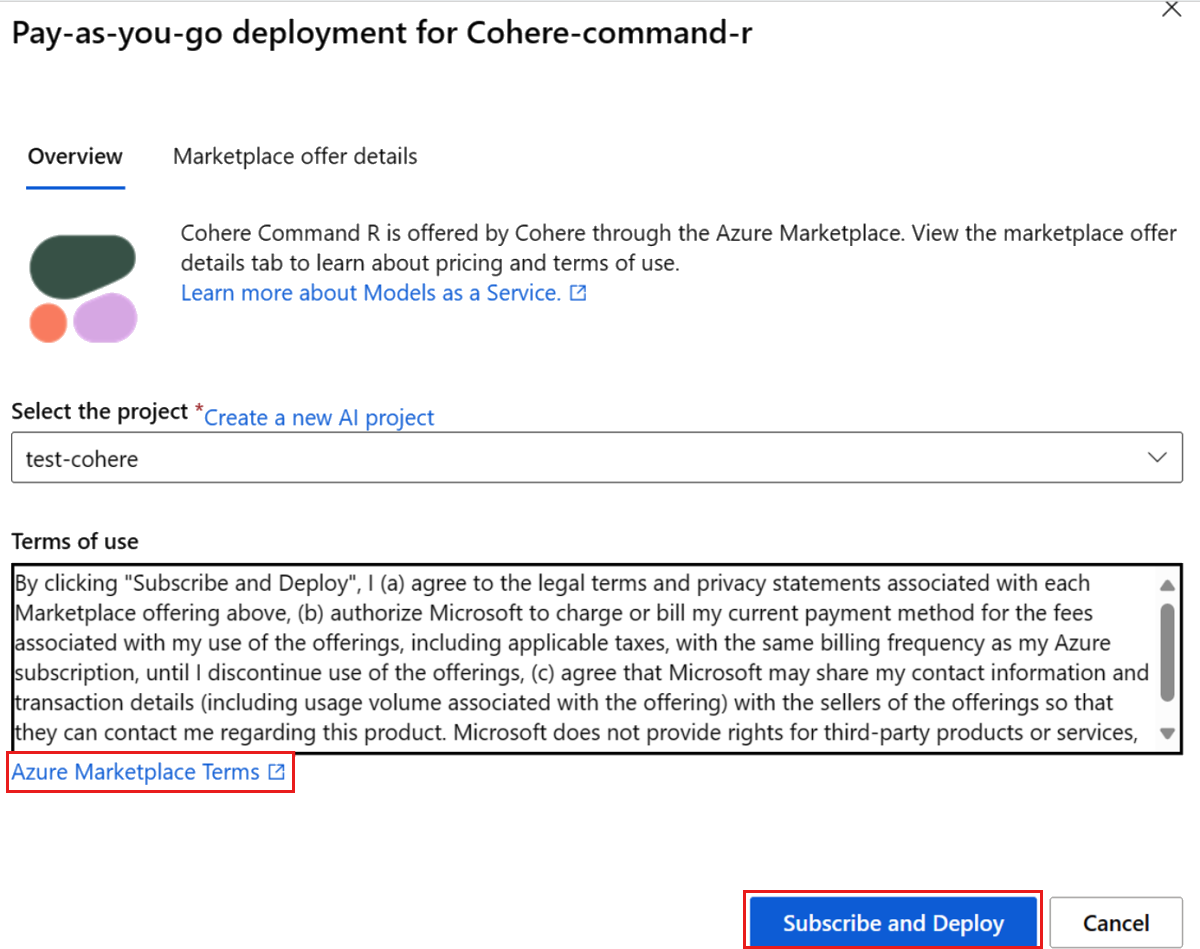 Pay-as-you-go deployment for Cohere-command-r
Overview
Marketplace offer details
Cohere Command R is offered by Cohere through the Azure Marketplace. View the marketplace offer
details tab to learn about pricing and terms of use.
Learn more about Models as a Service.
Select the project * Create a new AI project
test-cohere
Terms of use
By clicking "Subscribe and Deploy", I (a) agree to the legal terms and privacy statements associated with each
Marketplace offering above, (b) authorize Microsoft to charge or bill my current payment method for the fees
associated with my use of the offerings, including applicable taxes, with the same billing frequency as my Azure
subscription, until I discontinue use of the offerings, (c) agree that Microsoft may share my contact information and
transaction details (including usage volume associated with the offering) with the sellers of the offerings so that
they can contact me regarding this product. Microsoft does not provide rights for third-party products or services,
Azure Marketplace Terms
Subscribe and Deploy
Cancel